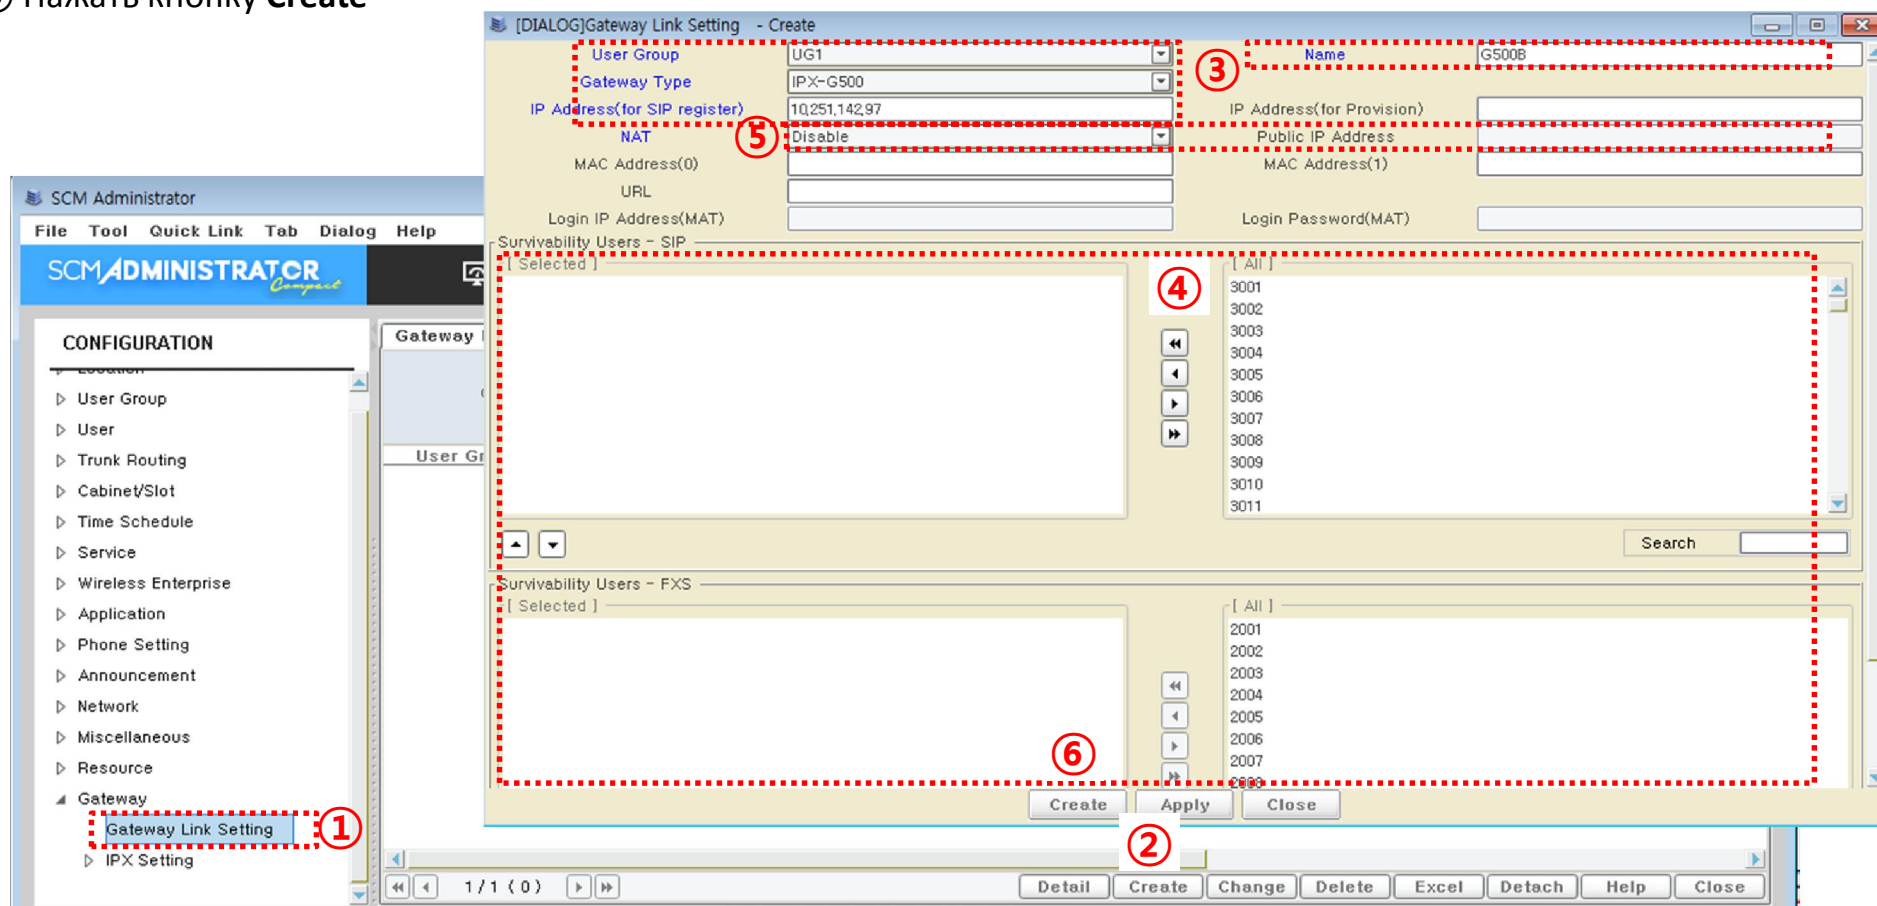 Нажать кнопку Create
[DIALOG]Gateway Link Setting - Create
User Group UG1 ③ Name G500B
Gateway Type IPX-G500
IP Address(for SIP register) 10,251,142,97 IP Address(for Provision)
NAT ⑤ Disable Public IP Address
MAC Address(0) MAC Address(1)
URL
Login IP Address(MAT) Login Password(MAT)
Survivability Users - SIP
[ Selected ] ④ [ All ]
3001
3002
3003
3004
3005
3006
3007
3008
3009
3010
3011
Search
Survivability Users - FXS
[ Selected ] [ All ]
2001
2002
2003
2004
2005
2006
2007
2008
⑥
Create Apply Close
②
SCM Administrator
File Tool Quick Link Tab Dialog Help
SCM ADMINISTRATOR
Compact
CONFIGURATION
Location
User Group
User
Trunk Routing
Cabinet/Slot
Time Schedule
Service
Wireless Enterprise
Application
Phone Setting
Announcement
Network
Miscellaneous
Resource
Gateway
Gateway Link Setting ①
IPX Setting
Gateway
User Gr
1 / 1 ( 0 ) Detail Create Change Delete Excel Detach Help Close